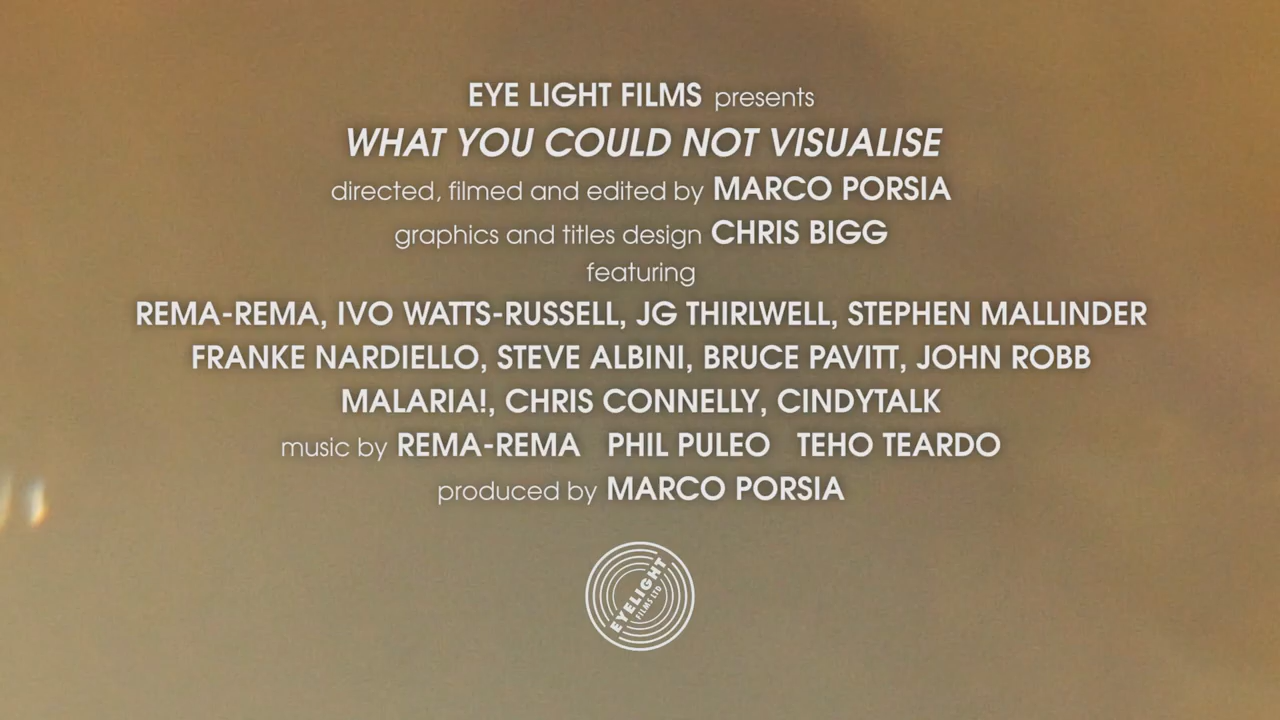 EYE LIGHT FILMS presents
WHAT YOU COULD NOT VISUALISE
directed, filmed and edited by MARCO PORSIA
graphics and titles design CHRIS BIGG
featuring
REMA-REMA, IVO WATTS-RUSSELL, JG THIRLWELL, STEPHEN MALLINDER
FRANKE NARDIELLO, STEVE ALBINI, BRUCE PAVITT, JOHN ROBB
MALARIA!, CHRIS CONNELLY, CINDYTALK
music by REMA-REMA PHIL PULEO TEHO TEARDO
produced by MARCO PORSIA
EYELIGHT
FILMS LTD